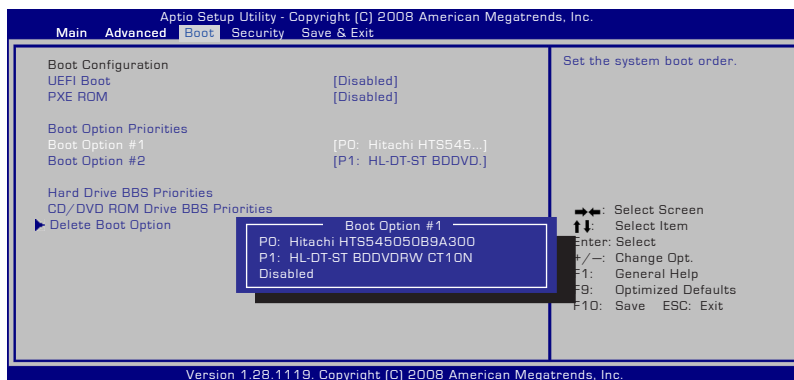 Aptio Setup Utility - Copyright (C) 2008 American Megatrends, Inc.
Main Advanced Boot Security Save & Exit
Boot Configuration
UEFI Boot [Disabled]
PXE ROM [Disabled]
Boot Option Priorities
Boot Option #1 [P0: Hitachi HTS545...]
Boot Option #2 [P1: HL-DT-ST BDDVD.]
Hard Drive BBS Priorities
CD/DVD ROM Drive BBS Priorities
Delete Boot Option
Boot Option #1
P0: Hitachi HTS545050B9A300
P1: HL-DT-ST BDDVDRW CT10N
Disabled
Set the system boot order.
→←: Select Screen
↑↓: Select Item
Enter: Select
+/—: Change Opt.
F1: General Help
F9: Optimized Defaults
F10: Save ESC: Exit
Version 1.28.1119. Copyright (C) 2008 American Megatrends, Inc.